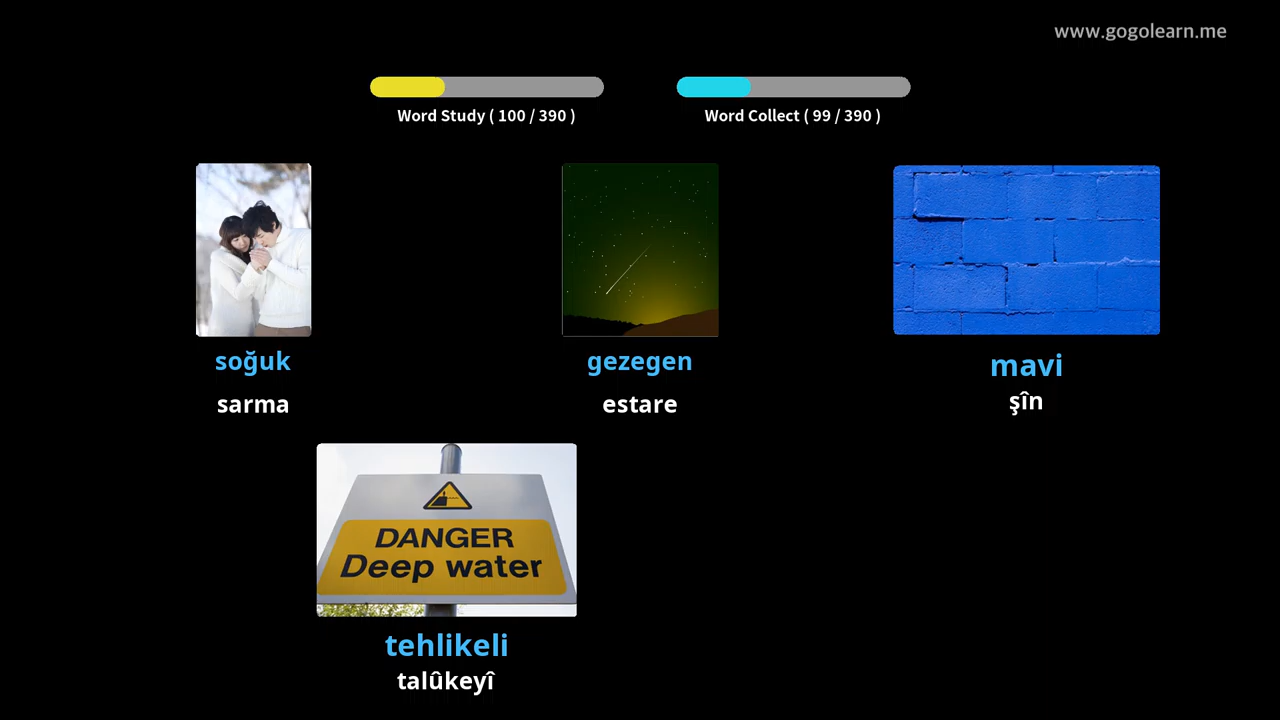 www.gogolearn.me
Word Study ( 100 / 390 )
Word Collect ( 99 / 390 )
soğuk
sarma
gezegen
estare
mavi
şîn
DANGER
Deep water
tehlikeli
talûkeyî